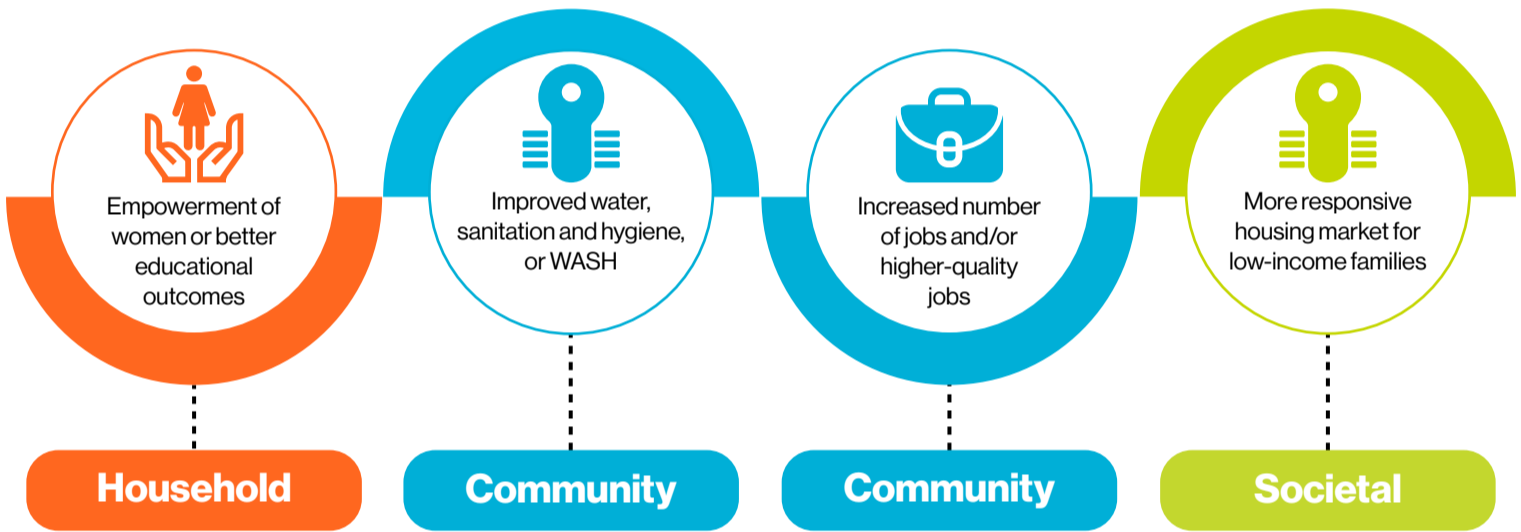 Empowerment of
women or better
educational
outcomes
Improved water,
sanitation and hygiene,
or WASH
Increased number
of jobs and/or
higher-quality
jobs
More responsive
housing market for
low-income families
Household
Community
Community
Societal